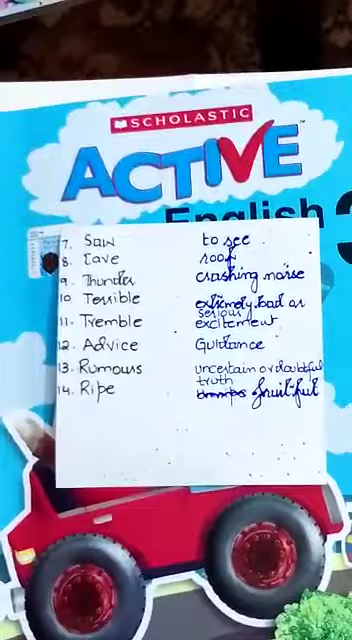 SCHOLASTIC
ACTIVE
English 3
7. Saw to see
8. Cave roof
9. Thunder crashing noise
10 Terrible extremely bad or serious
11. Tremble excitement
12. Advice Guidance
13. Rumours uncertain or doubtful truth
14. Ripe fruitful